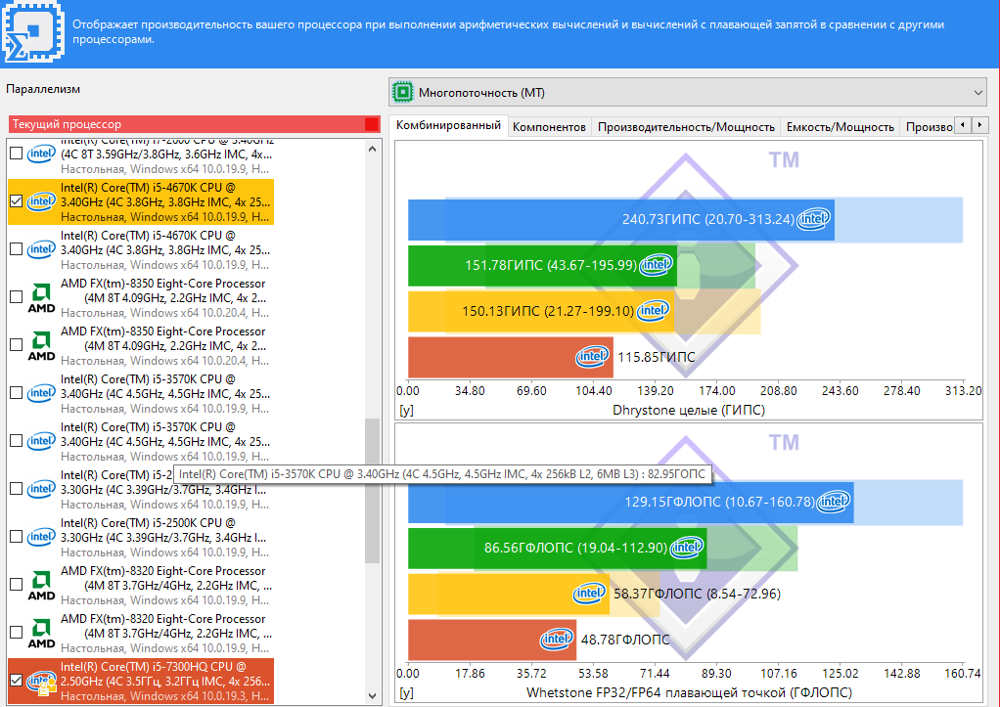 Отображает производительность вашего процессора при выполнении арифметических вычислений и вычислений с плавающей запятой в сравнении с другими
процессорами.
Параллелизм
Многопоточность (МТ)
Текущий процессор
Комбинированный
Компонентов
Производительность/Мощность
Емкость/Мощность
Произво
Intel(R) Core(TM) i7-2600 CPU @ 3.40GHz
(4C 8T 3.59GHz/3.8GHz, 3.6GHz IMC, 4x...
Настольная, Windows x64 10.0.19.9, H...
Intel(R) Core(TM) i5-4670K CPU @
3.40GHz (4C 3.8GHz, 3.8GHz IMC, 4x 25...
Настольная, Windows x64 10.0.19.9, H...
Intel(R) Core(TM) i5-4670K CPU @
3.40GHz (4C 3.8GHz, 3.8GHz IMC, 4x 25...
Настольная, Windows x64 10.0.19.9, H...
AMD FX(tm)-8350 Eight-Core Processor
(4M 8T 4.09GHz, 2.2GHz IMC, 4x 2...
Настольная, Windows x64 10.0.20.4, H...
AMD FX(tm)-8350 Eight-Core Processor
(4M 8T 4.09GHz, 2.2GHz IMC, 4x 2...
Настольная, Windows x64 10.0.20.4, H...
Intel(R) Core(TM) i5-3570K CPU @
3.40GHz (4C 4.5GHz, 4.5GHz IMC, 4x 25...
Настольная, Windows x64 10.0.19.9, H...
Intel(R) Core(TM) i5-3570K CPU @
3.40GHz (4C 4.5GHz, 4.5GHz IMC, 4x 25...
Настольная, Windows x64 10.0.19.9, H...
Intel(R) Core(TM) i5-2
3.30GHz (4C 3.39GHz/3.7GHz, 3.4GHz I...
Настольная, Windows x64 10.0.19.9, H...
Intel(R) Core(TM) i5-2500K CPU @
3.30GHz (4C 3.39GHz/3.7GHz, 3.4GHz I...
Настольная, Windows x64 10.0.19.9, H...
AMD FX(tm)-8320 Eight-Core Processor
(4M 8T 3.7GHz/4GHz, 2.2GHz IMC, ...
Настольная, Windows x64 10.0.19.9, H...
AMD FX(tm)-8320 Eight-Core Processor
(4M 8T 3.7GHz/4GHz, 2.2GHz IMC, ...
Настольная, Windows x64 10.0.19.9, H...
Intel(R) Core(TM) i5-7300HQ CPU @
2.50GHz (4C 3.5ГГц, 3.2ГГц IMC, 4x 256...
Настольная, Windows x64 10.0.19.3, H...
intel
intel
intel
AMD
AMD
intel
intel
intel
intel
AMD
AMD
intel
TM
240.73ГИПС (20.70-313.24) intel
151.78ГИПС (43.67-195.99) intel
150.13ГИПС (21.27-199.10) intel
intel 115.85ГИПС
0.00 34.80 69.60 104.40 139.20 174.00 208.80 243.60 278.40 313.20
[y] Dhrystone целые (ГИПС)
TM
Intel(R) Core(TM) i5-3570K CPU @ 3.40GHz (4C 4.5GHz, 4.5GHz IMC, 4x 256kB L2, 6MB L3) : 82.95ГОПС
129.15ГФЛОПС (10.67-160.78) intel
86.56ГФЛОПС (19.04-112.90) intel
intel 58.37ГФЛОПС (8.54-72.96)
intel 48.78ГФЛОПС
0.00 17.86 35.72 53.58 71.44 89.30 107.16 125.02 142.88 160.74
[y] Whetstone FP32/FP64 плавающей точкой (ГФЛОПС)